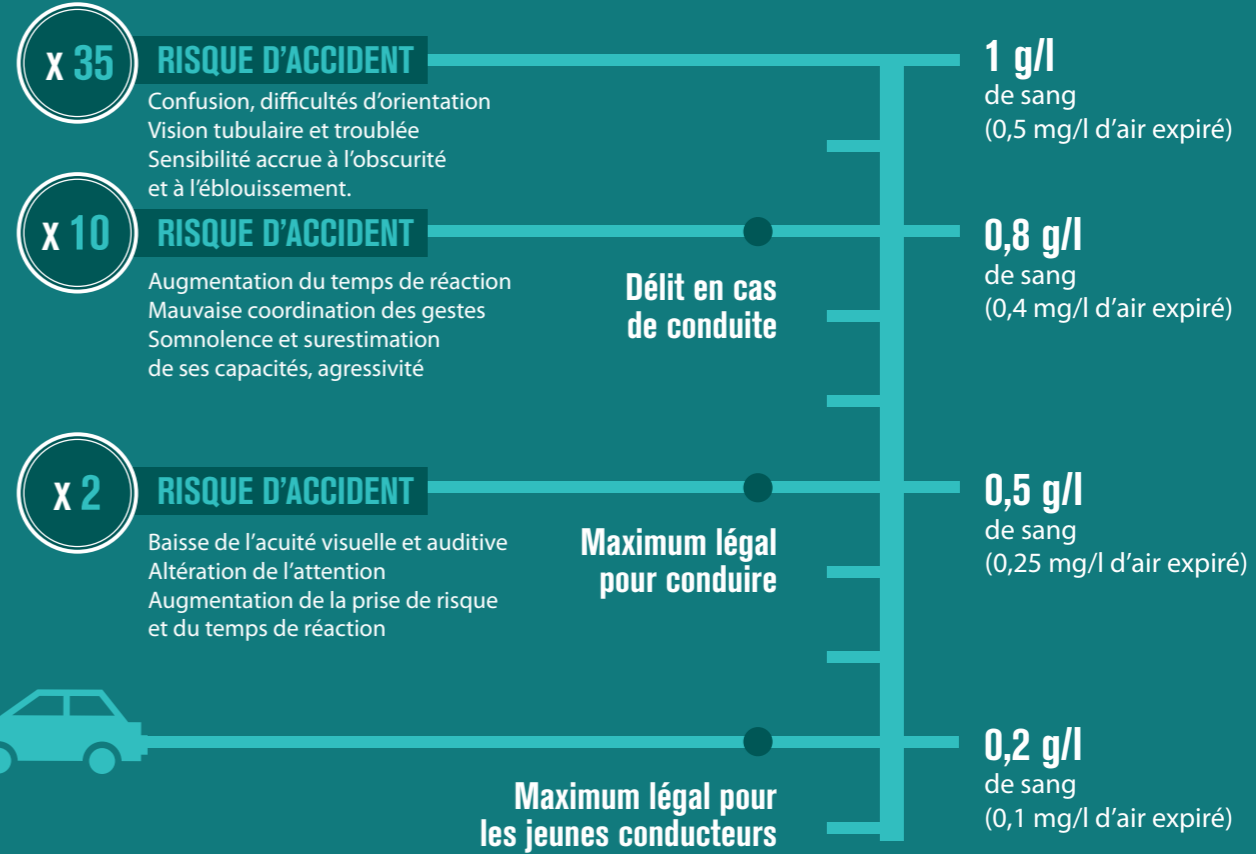 x 35
RISQUE D'ACCIDENT
Confusion, difficultés d'orientation
Vision tubulaire et troublée
Sensibilité accrue à l'obscurité
et à l'éblouissement.
1 g/l
de sang
(0,5 mg/l d'air expiré)
x 10
RISQUE D'ACCIDENT
Augmentation du temps de réaction
Mauvaise coordination des gestes
Somnolence et surestimation
de ses capacités, agressivité
Délit en cas
de conduite
0,8 g/l
de sang
(0,4 mg/l d'air expiré)
x 2
RISQUE D'ACCIDENT
Baisse de l'acuité visuelle et auditive
Altération de l'attention
Augmentation de la prise de risque
et du temps de réaction
Maximum légal
pour conduire
0,5 g/l
de sang
(0,25 mg/l d'air expiré)
Maximum légal pour
les jeunes conducteurs
0,2 g/l
de sang
(0,1 mg/l d'air expiré)